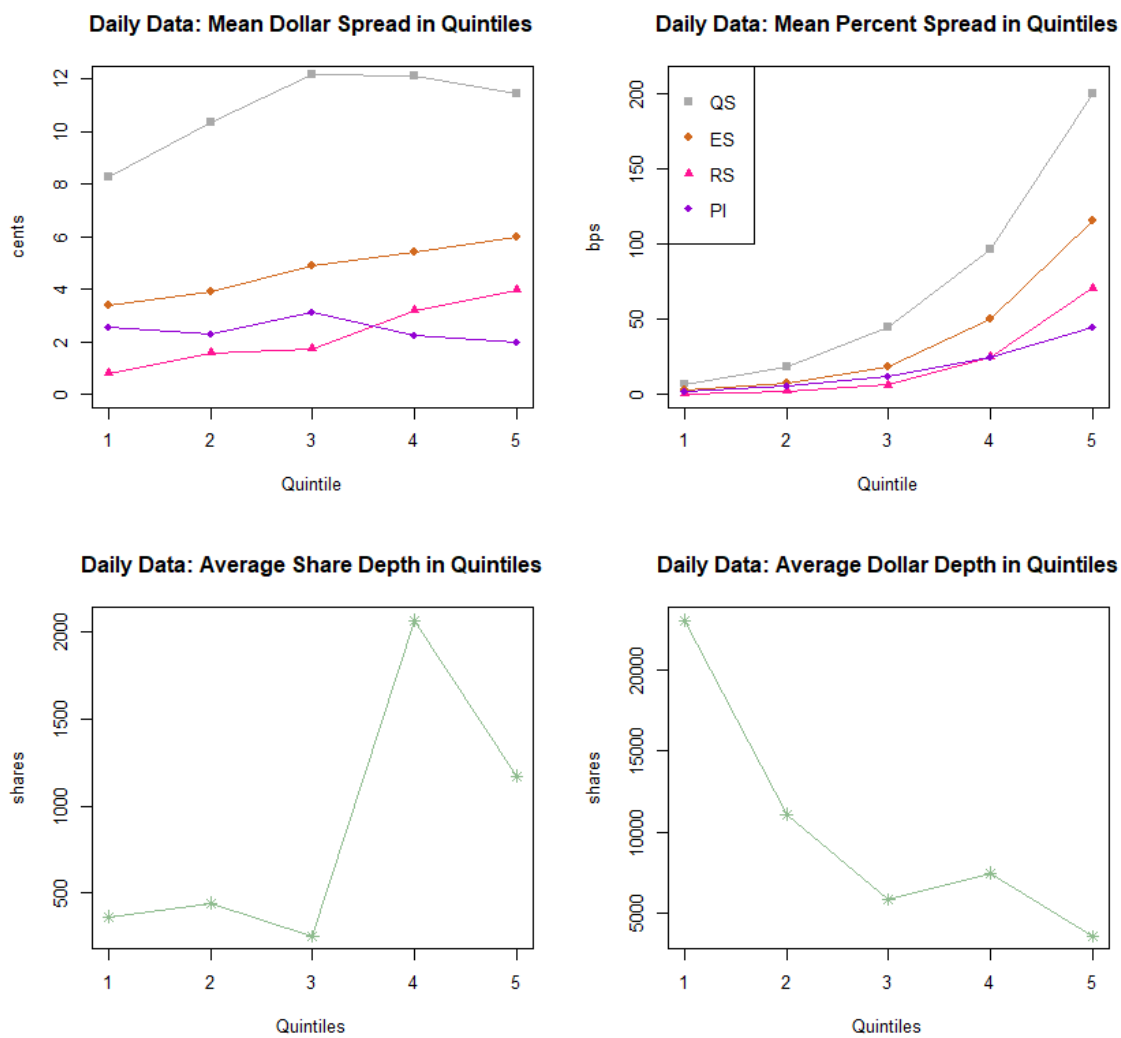 Daily Data: Mean Dollar Spread in Quintiles
cents
12
10
8
6
4
2
0
1 2 3 4 5
Quintile
Daily Data: Mean Percent Spread in Quintiles
bps
200
150
100
50
0
QS
ES
RS
PI
1 2 3 4 5
Quintile
Daily Data: Average Share Depth in Quintiles
shares
2000
1500
1000
500
1 2 3 4 5
Quintiles
Daily Data: Average Dollar Depth in Quintiles
shares
20000
15000
10000
5000
1 2 3 4 5
Quintiles